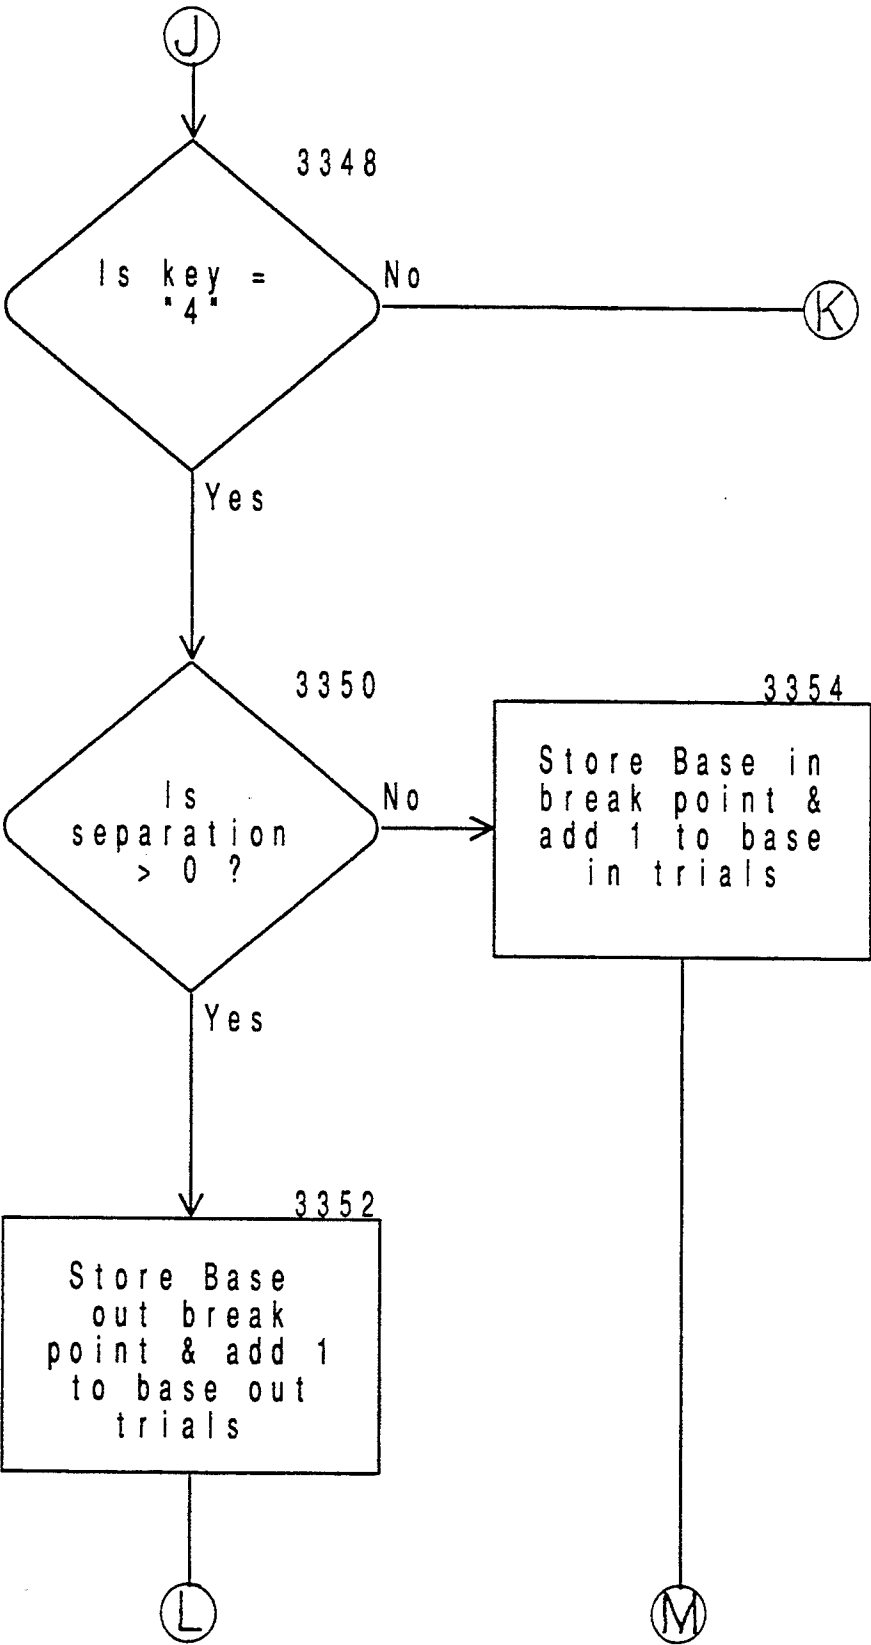 J
3348
Is key =
"4"
No
K
Yes
3350
Is
separation
> 0 ?
No
3354
Store Base in
break point &
add 1 to base
in trials
Yes
3352
Store Base
out break
point & add 1
to base out
trials
L
M